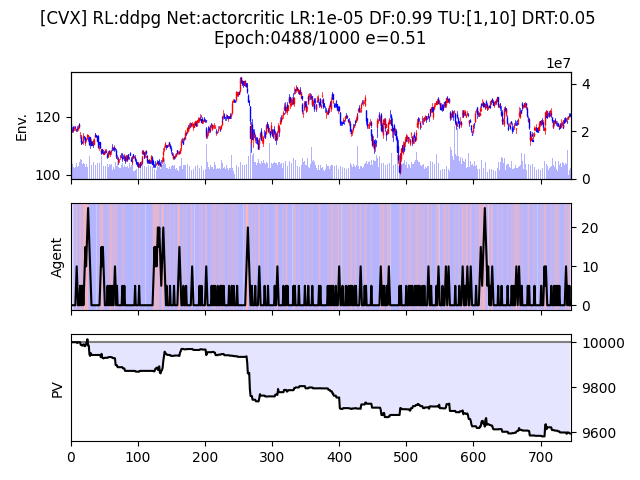 [CVX] RL:ddpg Net:actorcritic LR:1e-05 DF:0.99 TU:[1,10] DRT:0.05
Epoch:0488/1000 e=0.51
1e7
Env.
120
100
4
2
0
Agent
20
10
0
PV
10000
9800
9600
0 100 200 300 400 500 600 700